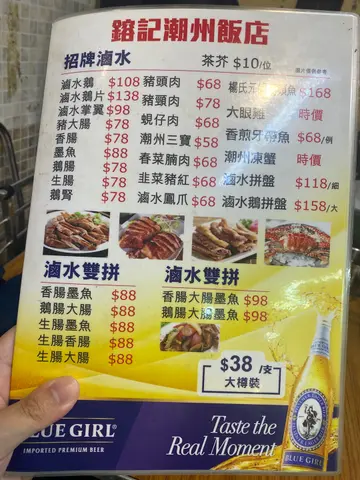 鎔記潮州飯店
招牌滷水 茶芥 $10/位
滷水鵝 $108
滷水鵝片 $138
滷水掌翼 $98
豬大腸 $78
香腸 $78
墨魚 $88
鵝腸 $78
生腸 $78
鵝腎 $78
豬頭肉 $68
豬頸肉 $78
蜆仔肉 $68
潮州三寶 $58
春菜腩肉 $68
韭菜豬紅 $68
滷水鳳爪 $68
$168
大眼雞 時價
香煎牙帶魚 $68/例
潮州凍蟹 時價
滷水拼盤 $118/細
滷水鵝拼盤 $158/大
滷水雙拼
香腸墨魚 $88
鵝腸大腸 $88
生腸墨魚 $88
生腸香腸 $88
生腸大腸 $88
滷水雙拼
香腸大腸墨魚 $98
鵝腸大腸墨魚 $98
$38/支
大樽裝
BLUE GIRL®
IMPORTED PREMIUM BEER
Taste the
Real Moment
BLUE GIRL